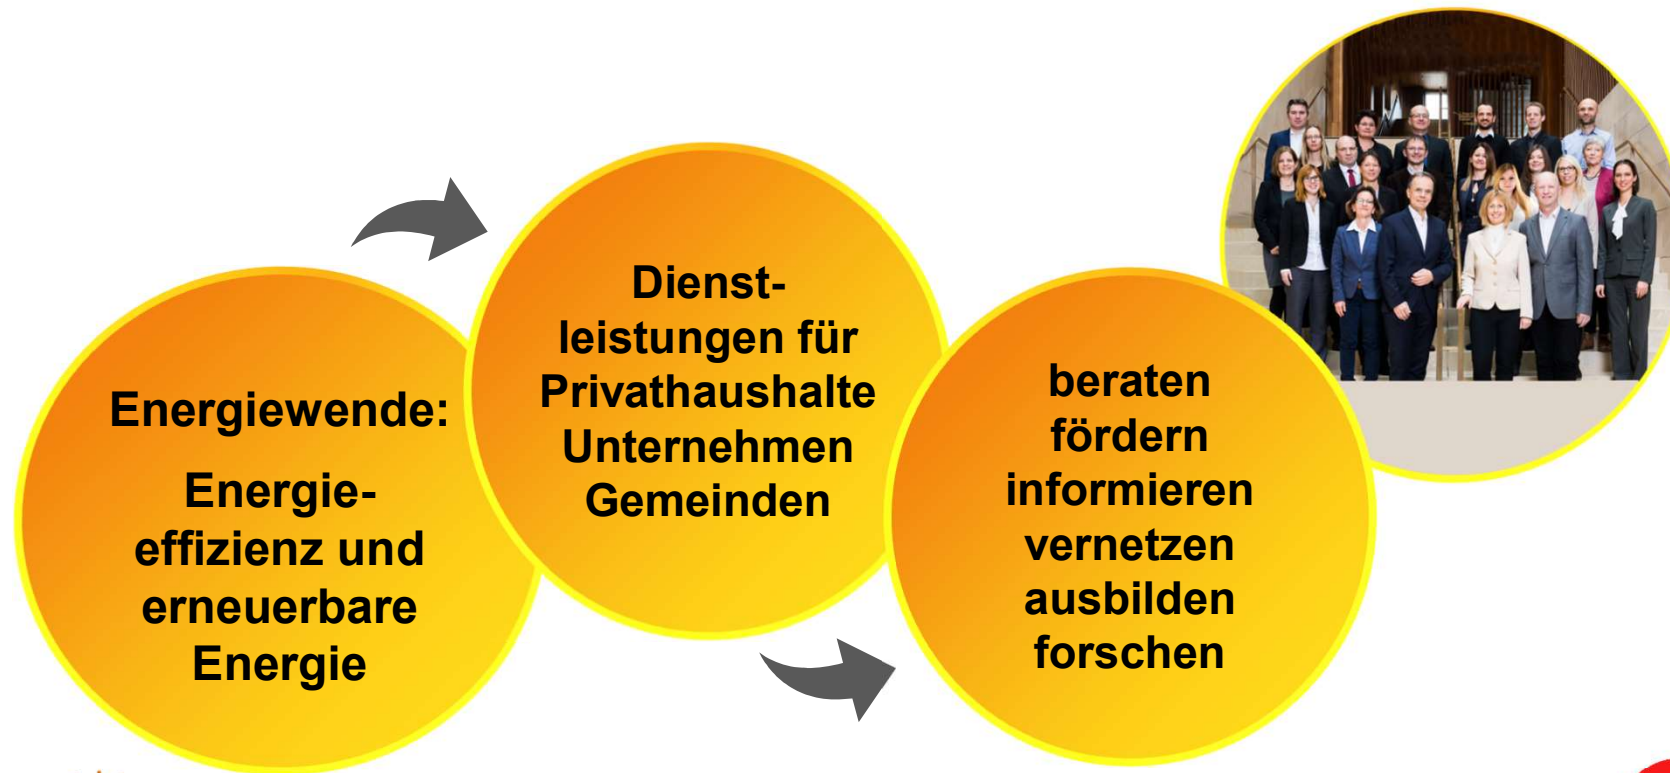 Energiewende:
Energie-
effizienz und
erneuerbare
Energie
Dienst-
leistungen für
Privathaushalte
Unternehmen
Gemeinden
beraten
fördern
informieren
vernetzen
ausbilden
forschen